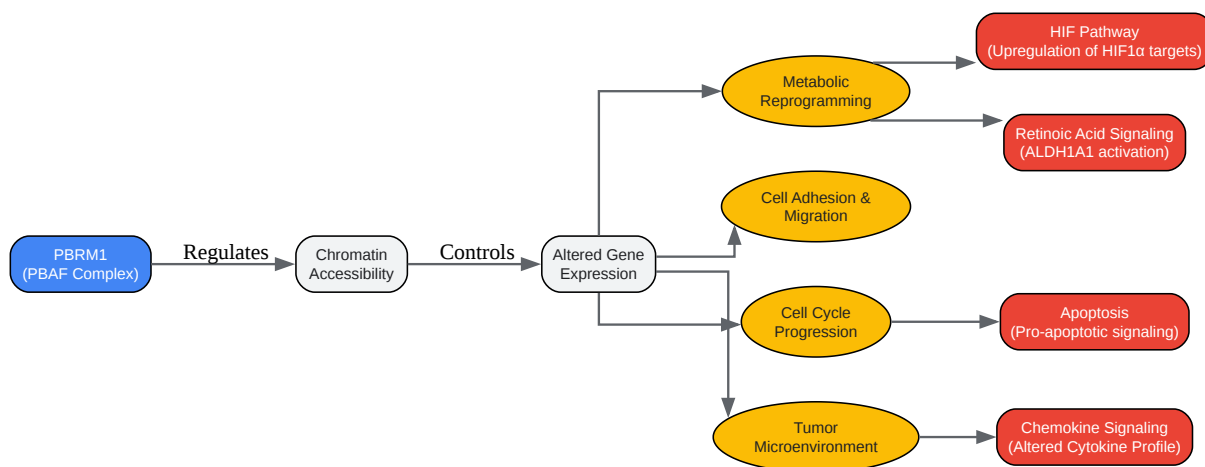 PBRM1
(PBAF Complex)
Regulates
Chromatin
Accessibility
Controls
Altered Gene
Expression
Metabolic
Reprogramming
HIF Pathway
(Upregulation of HIF1α targets)
Retinoic Acid Signaling
(ALDH1A1 activation)
Cell Adhesion &
Migration
Cell Cycle
Progression
Apoptosis
(Pro-apoptotic signaling)
Tumor
Microenvironment
Chemokine Signaling
(Altered Cytokine Profile)